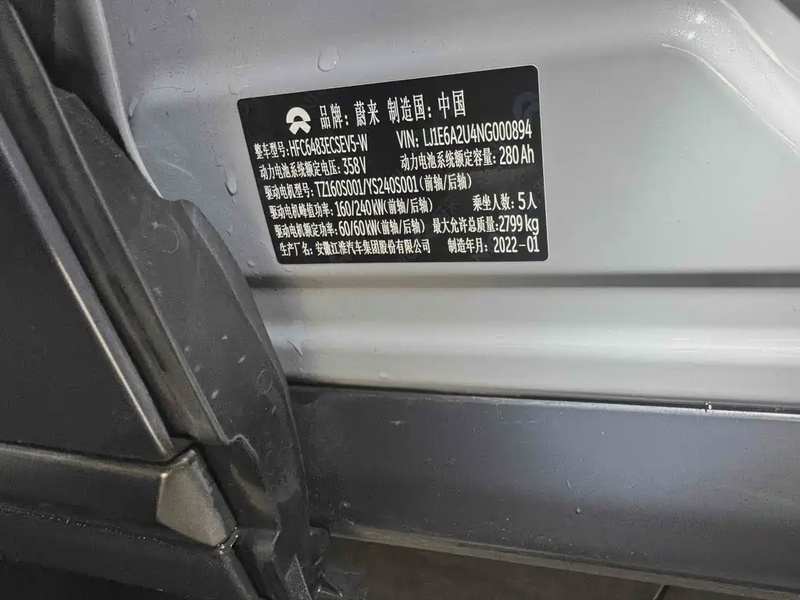 品牌：蔚来 制造国：中国
整车型号：HFC6483ECSEV5-W VIN：LJ1E6A2U4NG000894
动力电池系统额定电压：358V 动力电池系统额定容量：280Ah
驱动电机型号：TZ160S001/YS240S001（前轴/后轴）
驱动电机峰值功率：160/240kW（前轴/后轴） 乘坐人数：5人
驱动电机额定功率：60/60kW（前轴/后轴） 最大允许总质量：2799kg
生产厂名：安徽江淮汽车集团股份有限公司 制造年月：2022-01